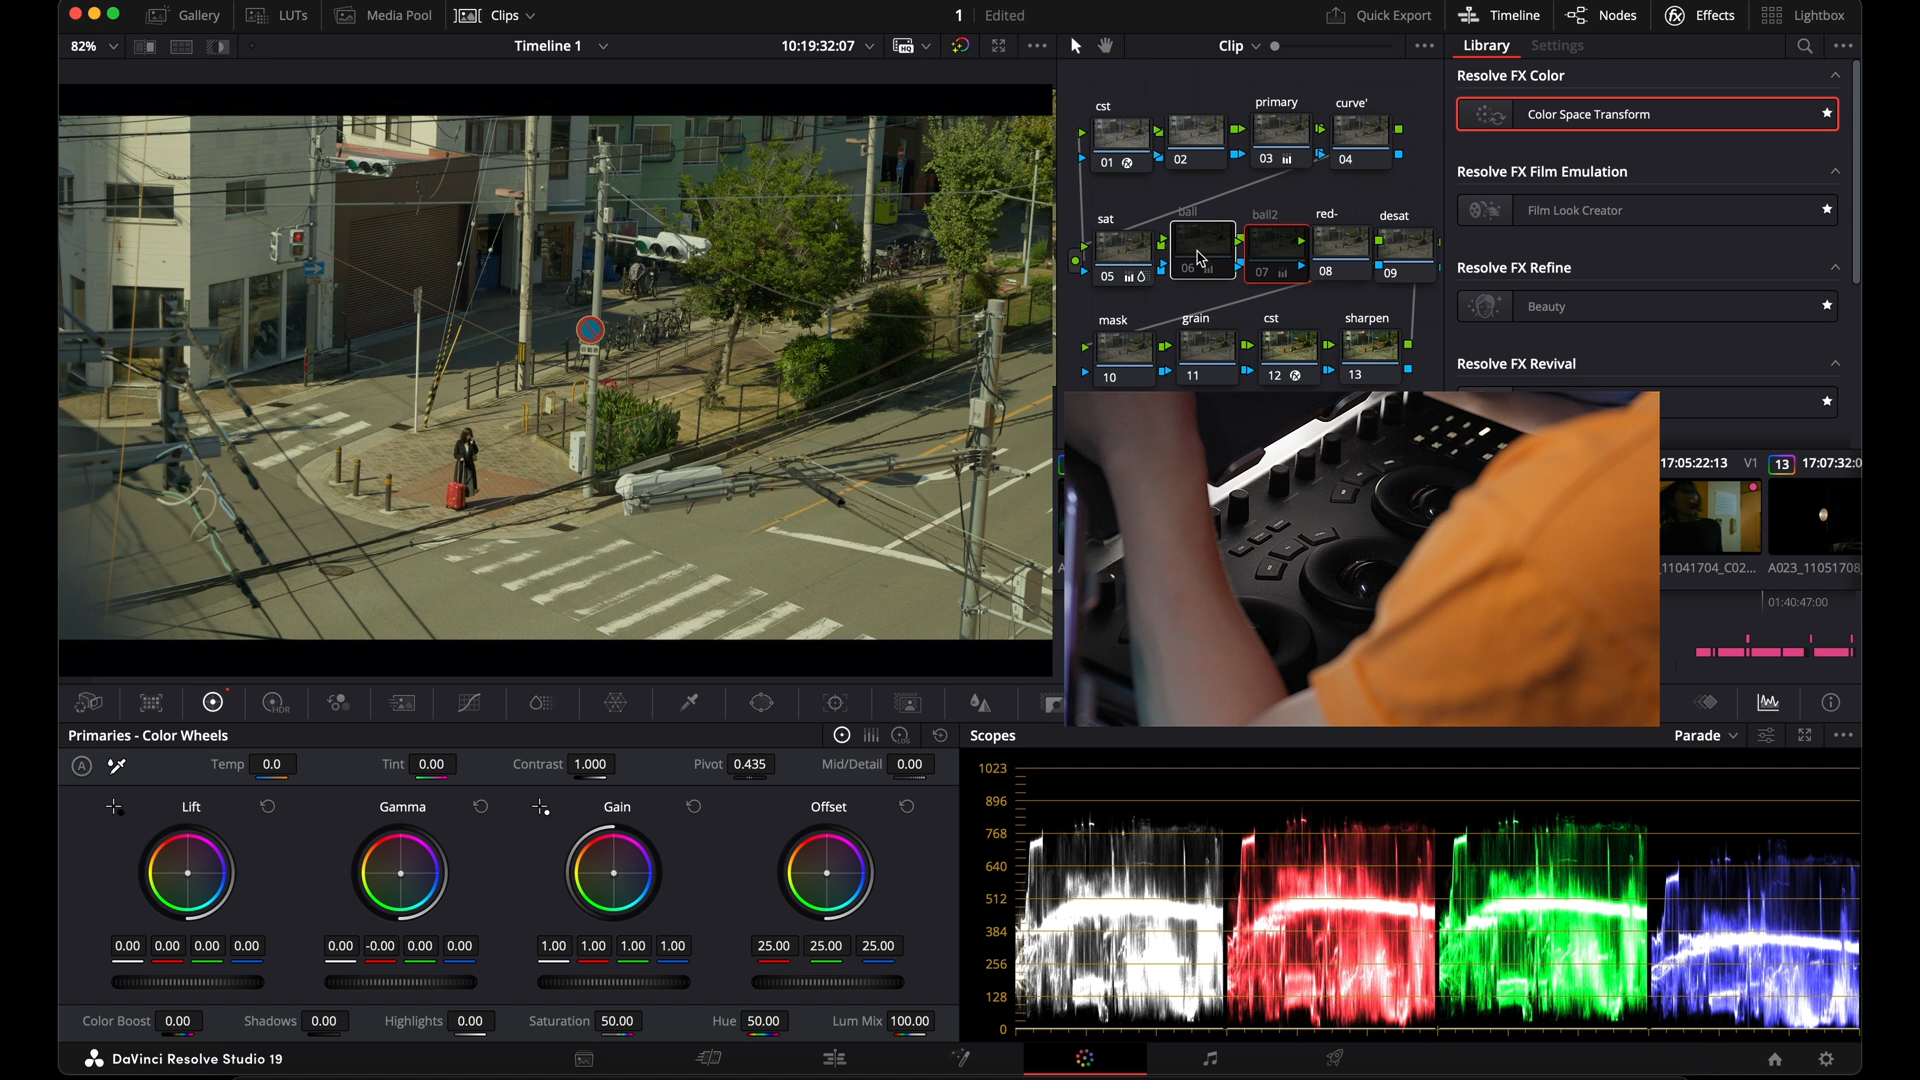 Gallery LUTs Media Pool Clips 1 Edited Quick Export Timeline Nodes Effects Lightbox
82% Timeline 1 10:19:32:07 HQ Clip Library Settings
Resolve FX Color
Color Space Transform
Resolve FX Film Emulation
Film Look Creator
Resolve FX Refine
Beauty
Resolve FX Revival
cst primary curve'
01 02 03 04
sat ball ball2 red- desat
05 06 07 08 09
mask grain cst sharpen
10 11 12 13
17:05:22:13 V1 13 17:07:32:0
_11041704_C02... A023_11051708_
01:40:47:00
HDR
Primaries - Color Wheels
LOG
A Temp 0.0 Tint 0.00 Contrast 1.000 Pivot 0.435 Mid/Detail 0.00
Lift Gamma Gain Offset
0.00 0.00 0.00 0.00 0.00 -0.00 0.00 0.00 1.00 1.00 1.00 1.00 25.00 25.00 25.00
Color Boost 0.00 Shadows 0.00 Highlights 0.00 Saturation 50.00 Hue 50.00 Lum Mix 100.00
Scopes Parade
1023
896
768
640
512
384
256
128
0
DaVinci Resolve Studio 19